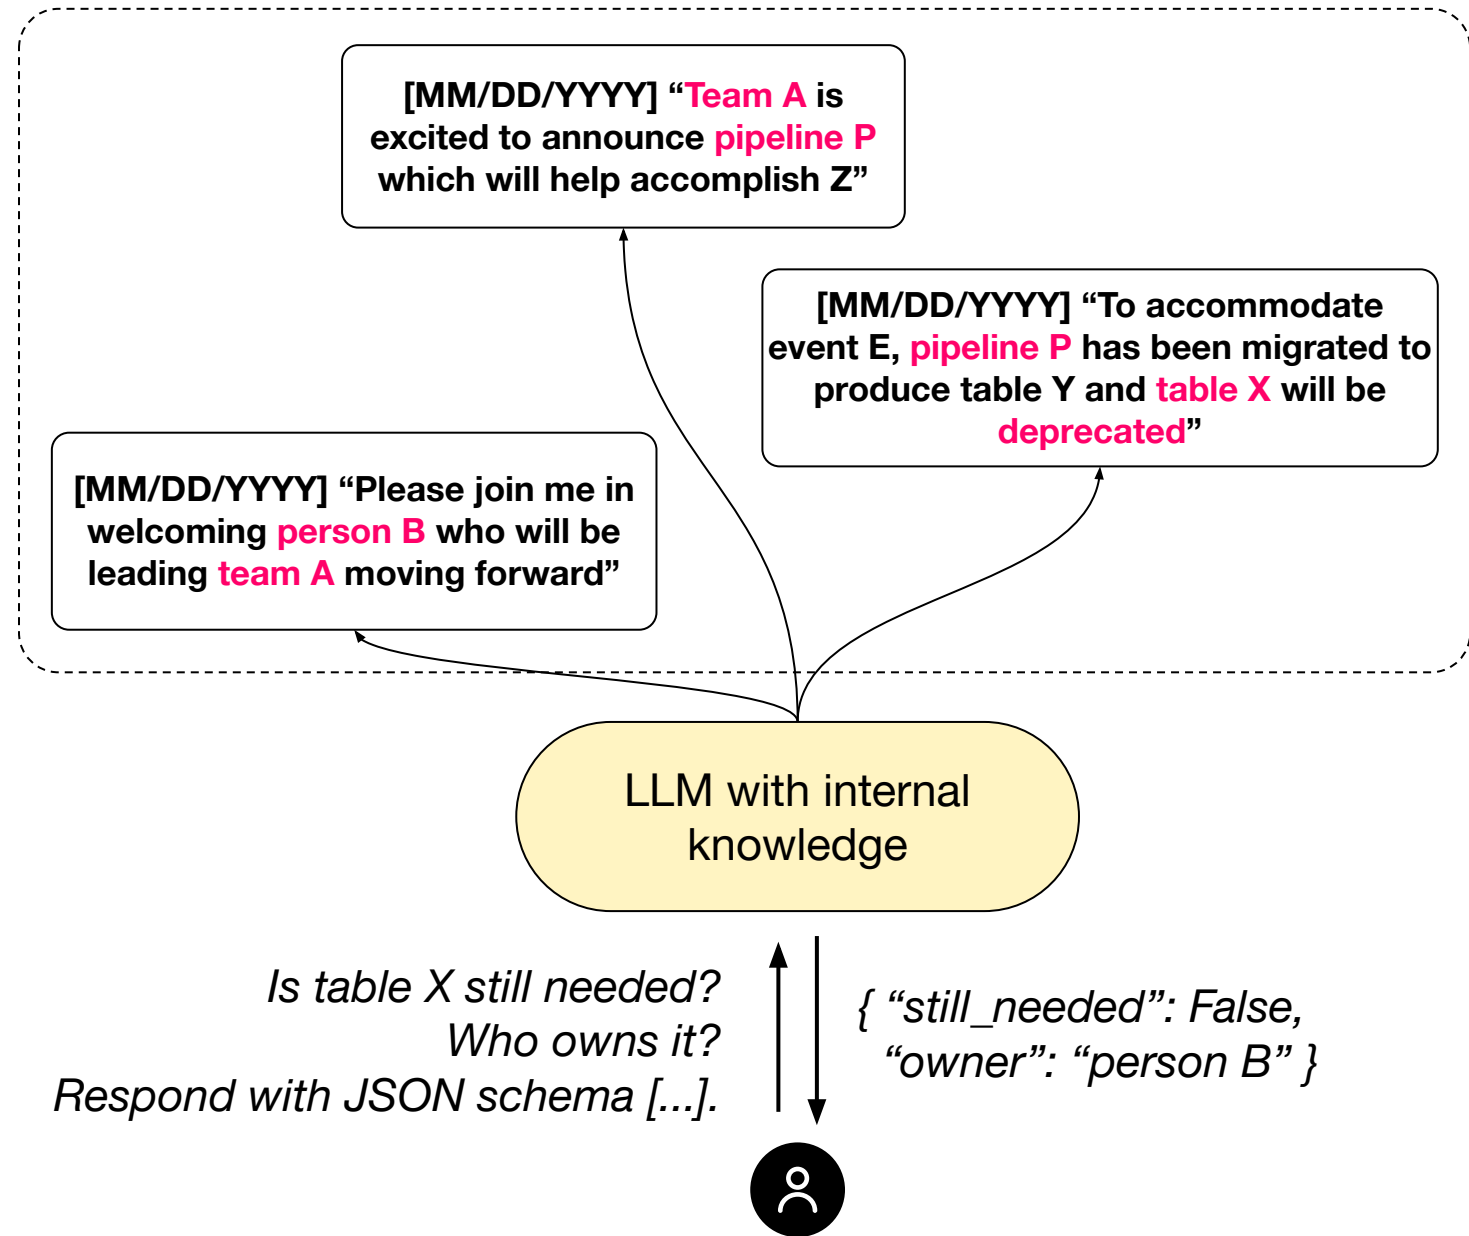 [MM/DD/YYYY] “Team A is
excited to announce pipeline P
which will help accomplish Z”
[MM/DD/YYYY] “To accommodate
event E, pipeline P has been migrated to
produce table Y and table X will be
deprecated”
[MM/DD/YYYY] “Please join me in
welcoming person B who will be
leading team A moving forward”
LLM with internal
knowledge
Is table X still needed?
Who owns it?
Respond with JSON schema [...].
{ “still_needed”: False,
“owner”: “person B” }